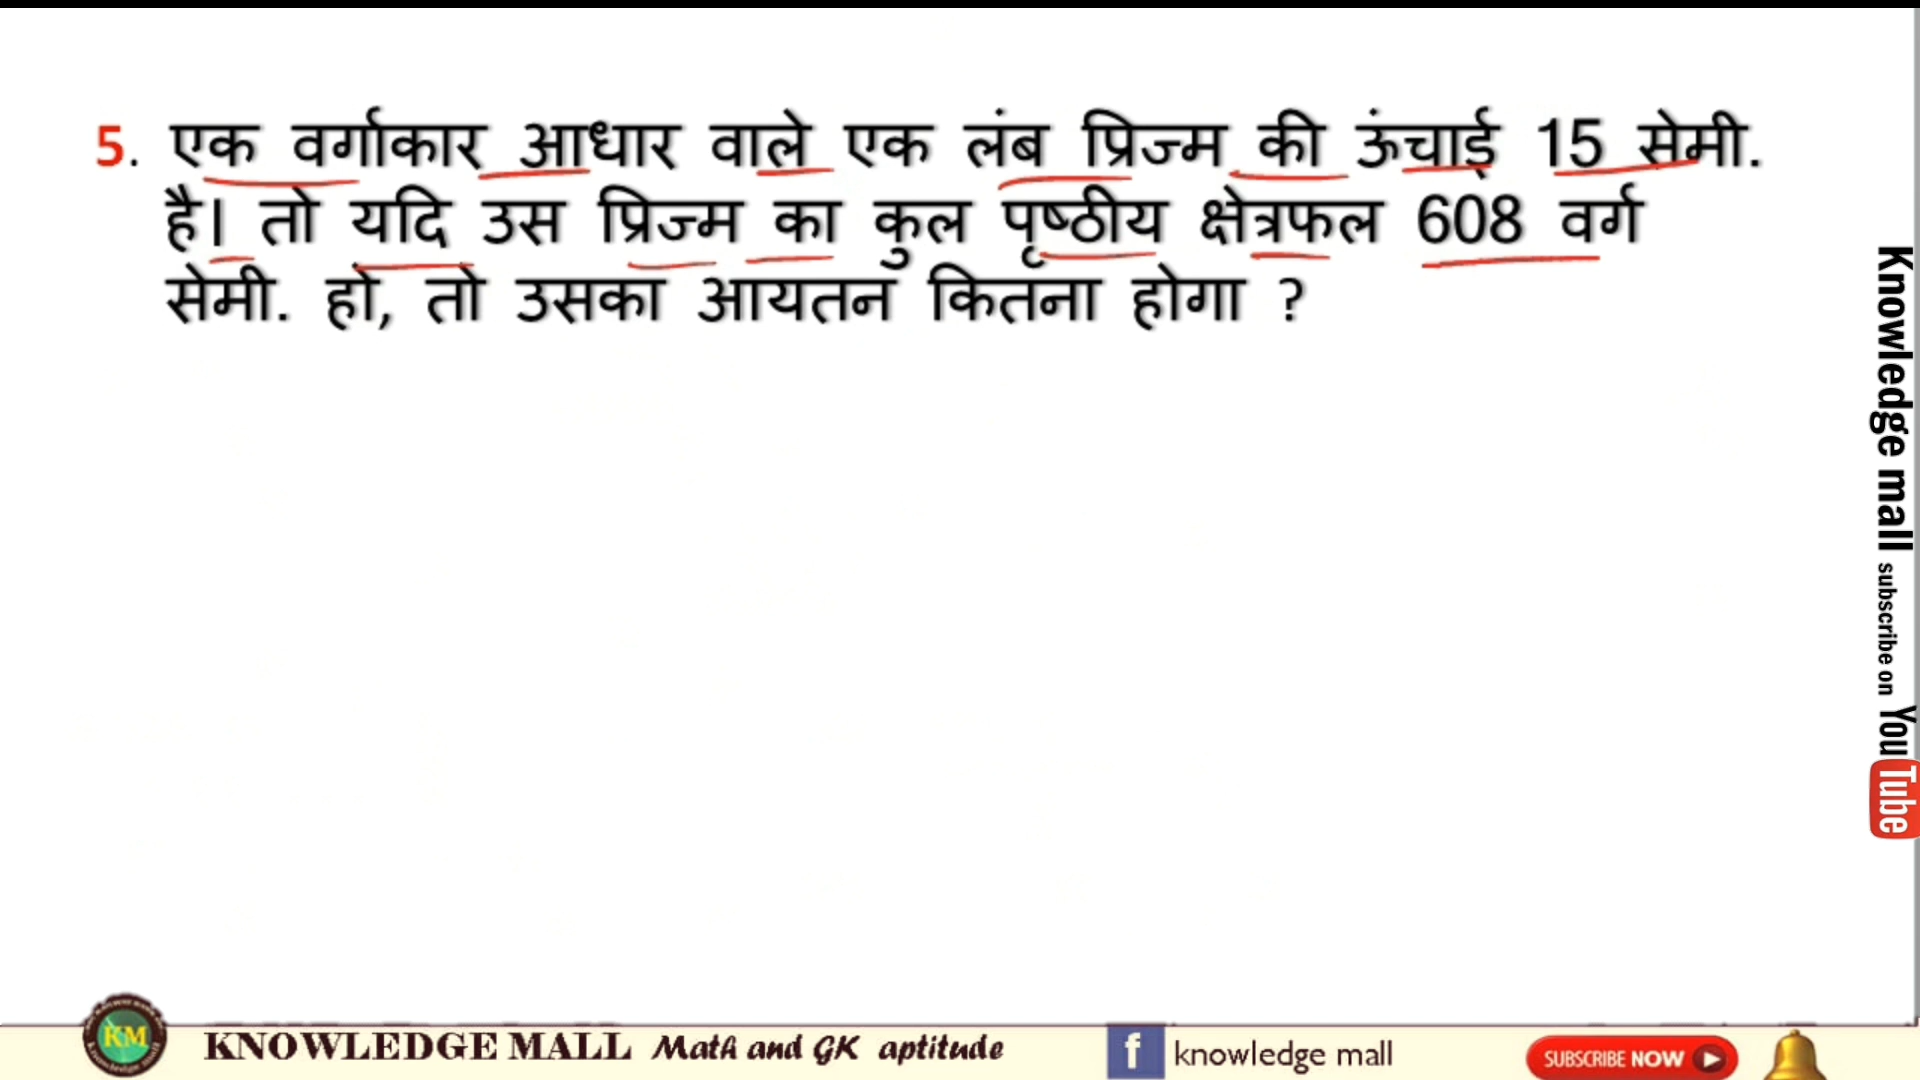 5. एक वर्गाकार आधार वाले एक लंब प्रिज्म की ऊंचाई 15 सेमी.
है। तो यदि उस प्रिज्म का कुल पृष्ठीय क्षेत्रफल 608 वर्ग
सेमी. हो, तो उसका आयतन कितना होगा ?
Knowledge mall subscribe on YouTube
KM
KNOWLEDGE MALL Math and GK aptitude
f knowledge mall
SUBSCRIBE NOW